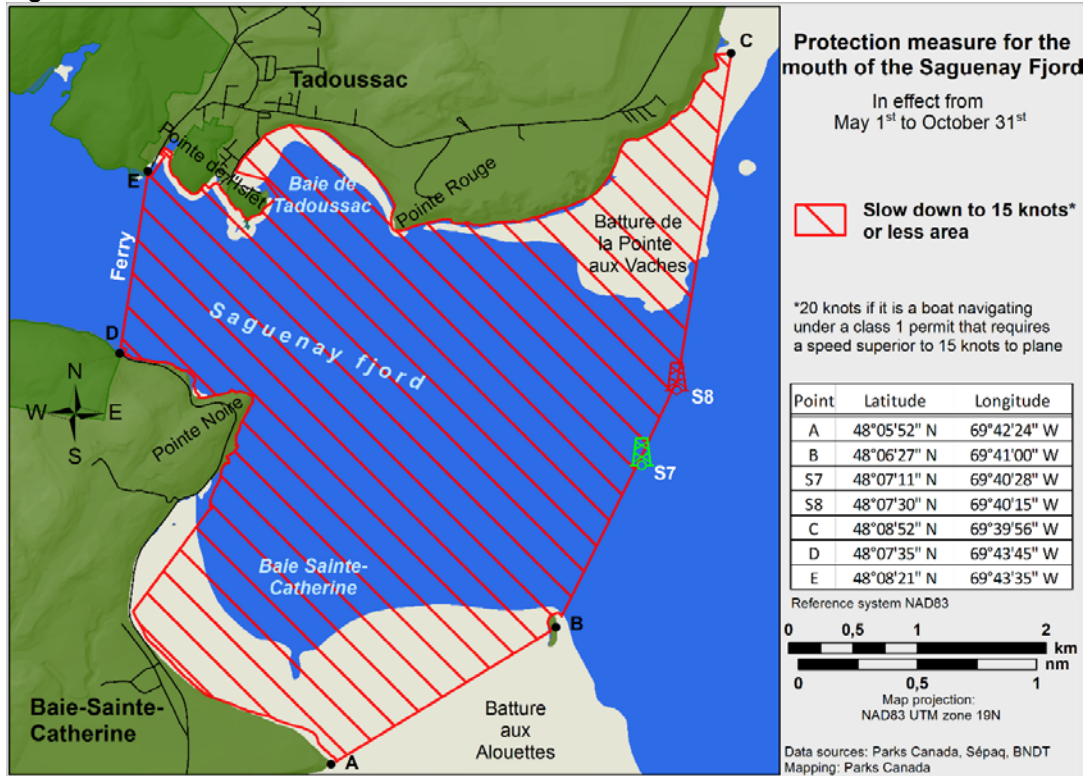 Tadoussac
C
Pointe de l'Islet
E
Baie de
Tadoussac
Pointe Rouge
Batture de
la Pointe
aux Vaches
Ferry
Saguenay fjord
D
N
W E
S
Pointe Noire
S8
S7
Baie Sainte-
Catherine
B
Baie-Sainte-
Catherine
Batture
aux
Alouettes
A
Protection measure for the
mouth of the Saguenay Fjord
In effect from
May 1st to October 31st
Slow down to 15 knots*
or less area
*20 knots if it is a boat navigating
under a class 1 permit that requires
a speed superior to 15 knots to plane
Point Latitude Longitude
A 48°05'52" N 69°42'24" W
B 48°06'27" N 69°41'00" W
S7 48°07'11" N 69°40'28" W
S8 48°07'30" N 69°40'15" W
C 48°08'52" N 69°39'56" W
D 48°07'35" N 69°43'45" W
E 48°08'21" N 69°43'35" W
Reference system NAD83
0 0,5 1 2
km
nm
0 0,5 1
Map projection:
NAD83 UTM zone 19N
Data sources: Parks Canada, Sépaq, BNDT
Mapping: Parks Canada